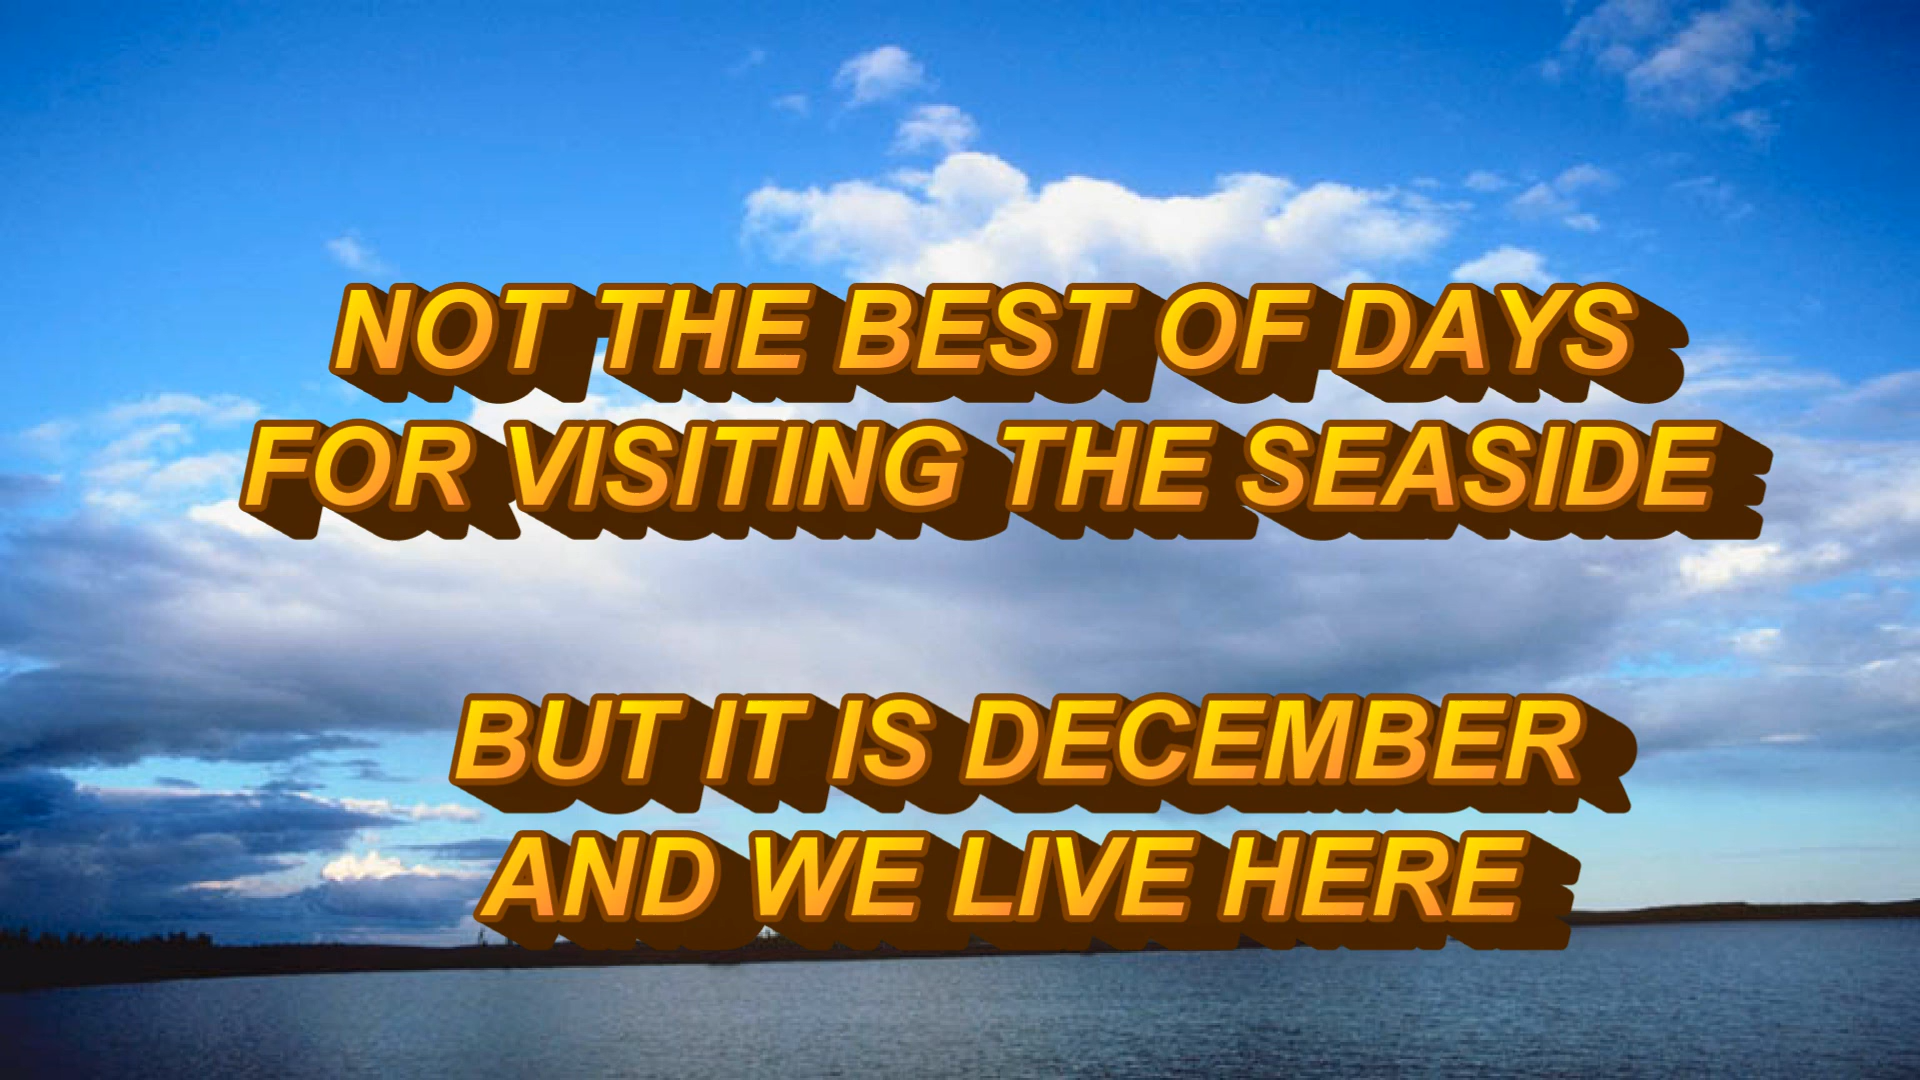 NOT THE BEST OF DAYS
FOR VISITING THE SEASIDE
BUT IT IS DECEMBER
AND WE LIVE HERE